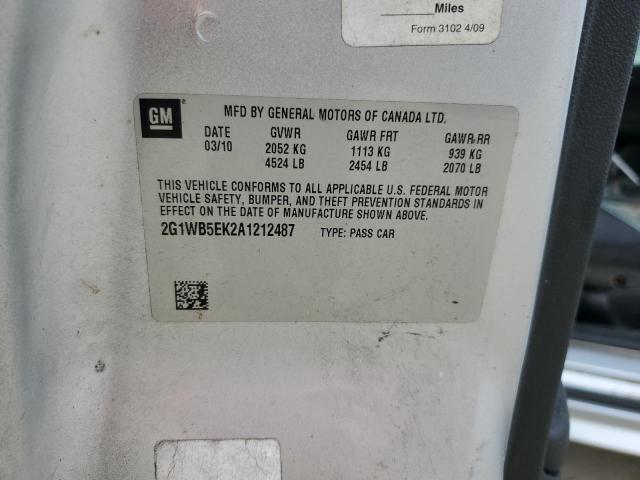 Miles
Form 3102 4/09
GM
MFD BY GENERAL MOTORS OF CANADA LTD.
DATE GVWR GAWR FRT GAWR RR
03/10 2052 KG 1113 KG 939 KG
4524 LB 2454 LB 2070 LB
THIS VEHICLE CONFORMS TO ALL APPLICABLE U.S. FEDERAL MOTOR
VEHICLE SAFETY, BUMPER, AND THEFT PREVENTION STANDARDS IN
EFFECT ON THE DATE OF MANUFACTURE SHOWN ABOVE.
2G1WB5EK2A1212487 TYPE: PASS CAR